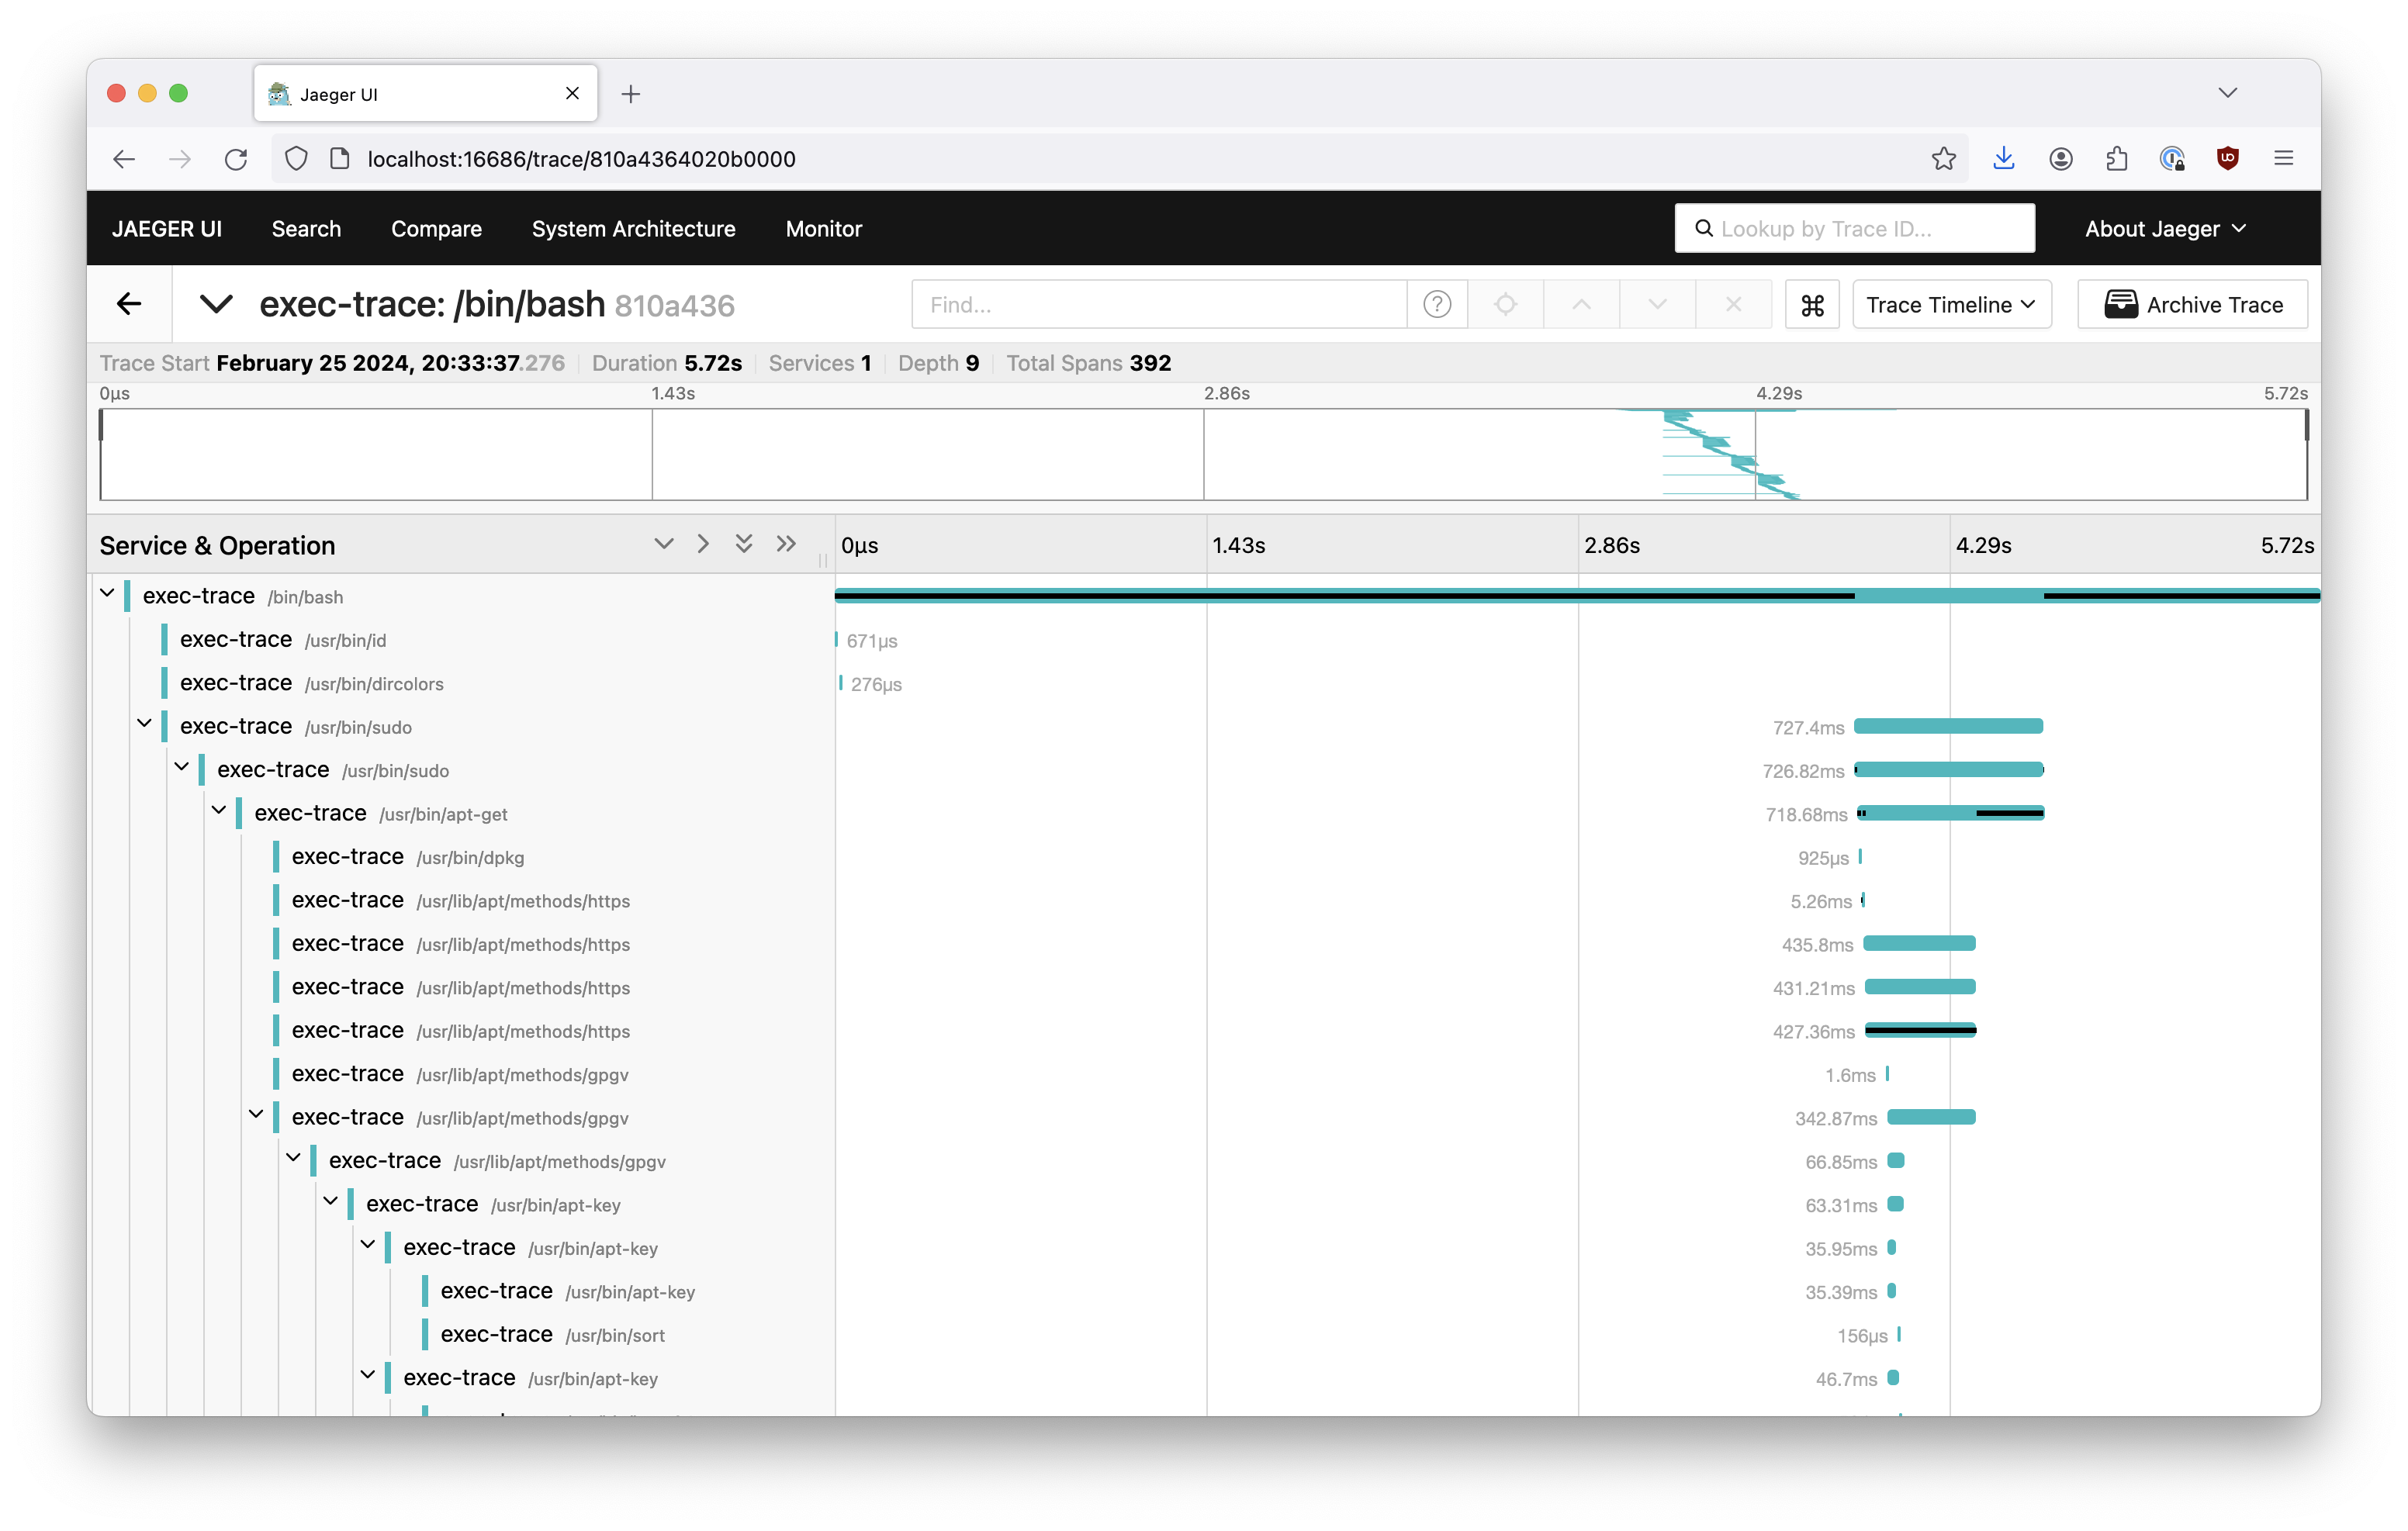 Jaeger UI
localhost:16686/trace/810a4364020b0000
JAEGER UI Search Compare System Architecture Monitor Lookup by Trace ID... About Jaeger
exec-trace: /bin/bash 810a436 Find... Trace Timeline Archive Trace
Trace Start February 25 2024, 20:33:37.276 Duration 5.72s Services 1 Depth 9 Total Spans 392
0μs 1.43s 2.86s 4.29s 5.72s
Service & Operation 0μs 1.43s 2.86s 4.29s 5.72s
exec-trace /bin/bash
exec-trace /usr/bin/id 671μs
exec-trace /usr/bin/dircolors 276μs
exec-trace /usr/bin/sudo 727.4ms
exec-trace /usr/bin/sudo 726.82ms
exec-trace /usr/bin/apt-get 718.68ms
exec-trace /usr/bin/dpkg 925μs
exec-trace /usr/lib/apt/methods/https 5.26ms
exec-trace /usr/lib/apt/methods/https 435.8ms
exec-trace /usr/lib/apt/methods/https 431.21ms
exec-trace /usr/lib/apt/methods/https 427.36ms
exec-trace /usr/lib/apt/methods/gpgv 1.6ms
exec-trace /usr/lib/apt/methods/gpgv 342.87ms
exec-trace /usr/lib/apt/methods/gpgv 66.85ms
exec-trace /usr/bin/apt-key 63.31ms
exec-trace /usr/bin/apt-key 35.95ms
exec-trace /usr/bin/apt-key 35.39ms
exec-trace /usr/bin/sort 156μs
exec-trace /usr/bin/apt-key 46.7ms